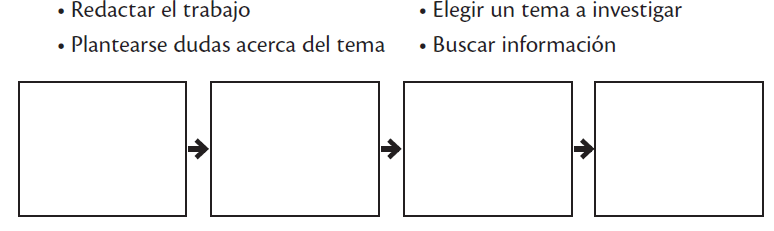 • Redactar el trabajo
• Plantearse dudas acerca del tema
• Elegir un tema a investigar
• Buscar información